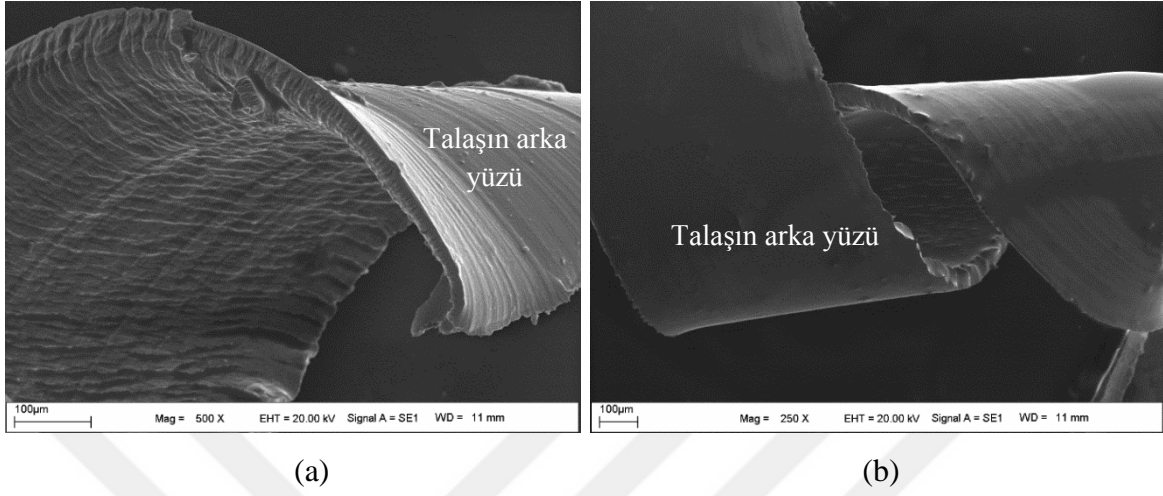 Talaşın arka
yüzü
Talaşın arka yüzü
100µm
Mag = 500 X EHT = 20.00 kV Signal A = SE1 WD = 11 mm
100µm
Mag = 250 X EHT = 20.00 kV Signal A = SE1 WD = 11 mm
(a)
(b)